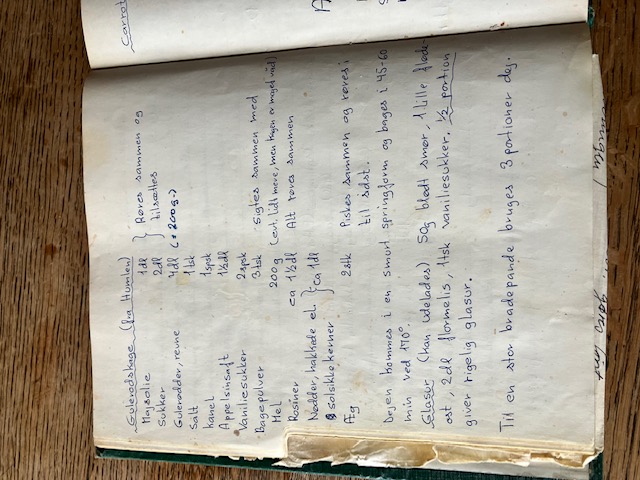 Gulerodskage (fra Humlen)
Majsolie 1dl } Røres sammen og
Sukker 2dl tilsættes
Gulerødder, revne 4dl (= 200g.)
Salt 1tsk
Kanel 1spsk
Appelsinsaft 1½dl
Vaniliesukker 2spsk
Bagepulver 3tsk Sigtes sammen med
Mel 200g (evt. lidt mere, men kagen er meget våd)
Rosiner ca 1½dl Alt røres sammen
Nødder, hakkede el. } ca 1dl
solsikkekerner
Æg 2stk Piskes sammen og røres i
til sidst.
Dejen kommes i en smurt springform og bages i 45-60
min ved 170°.
Glasur (kan udelades) 50g blødt smør, 1 lille fløde-
ost, 2dl flormelis, 1tsk vaniliesukker. ½ portion
giver rigelig glasur.
Til en stor bradepande bruges 3 portioner dej.
Carrot